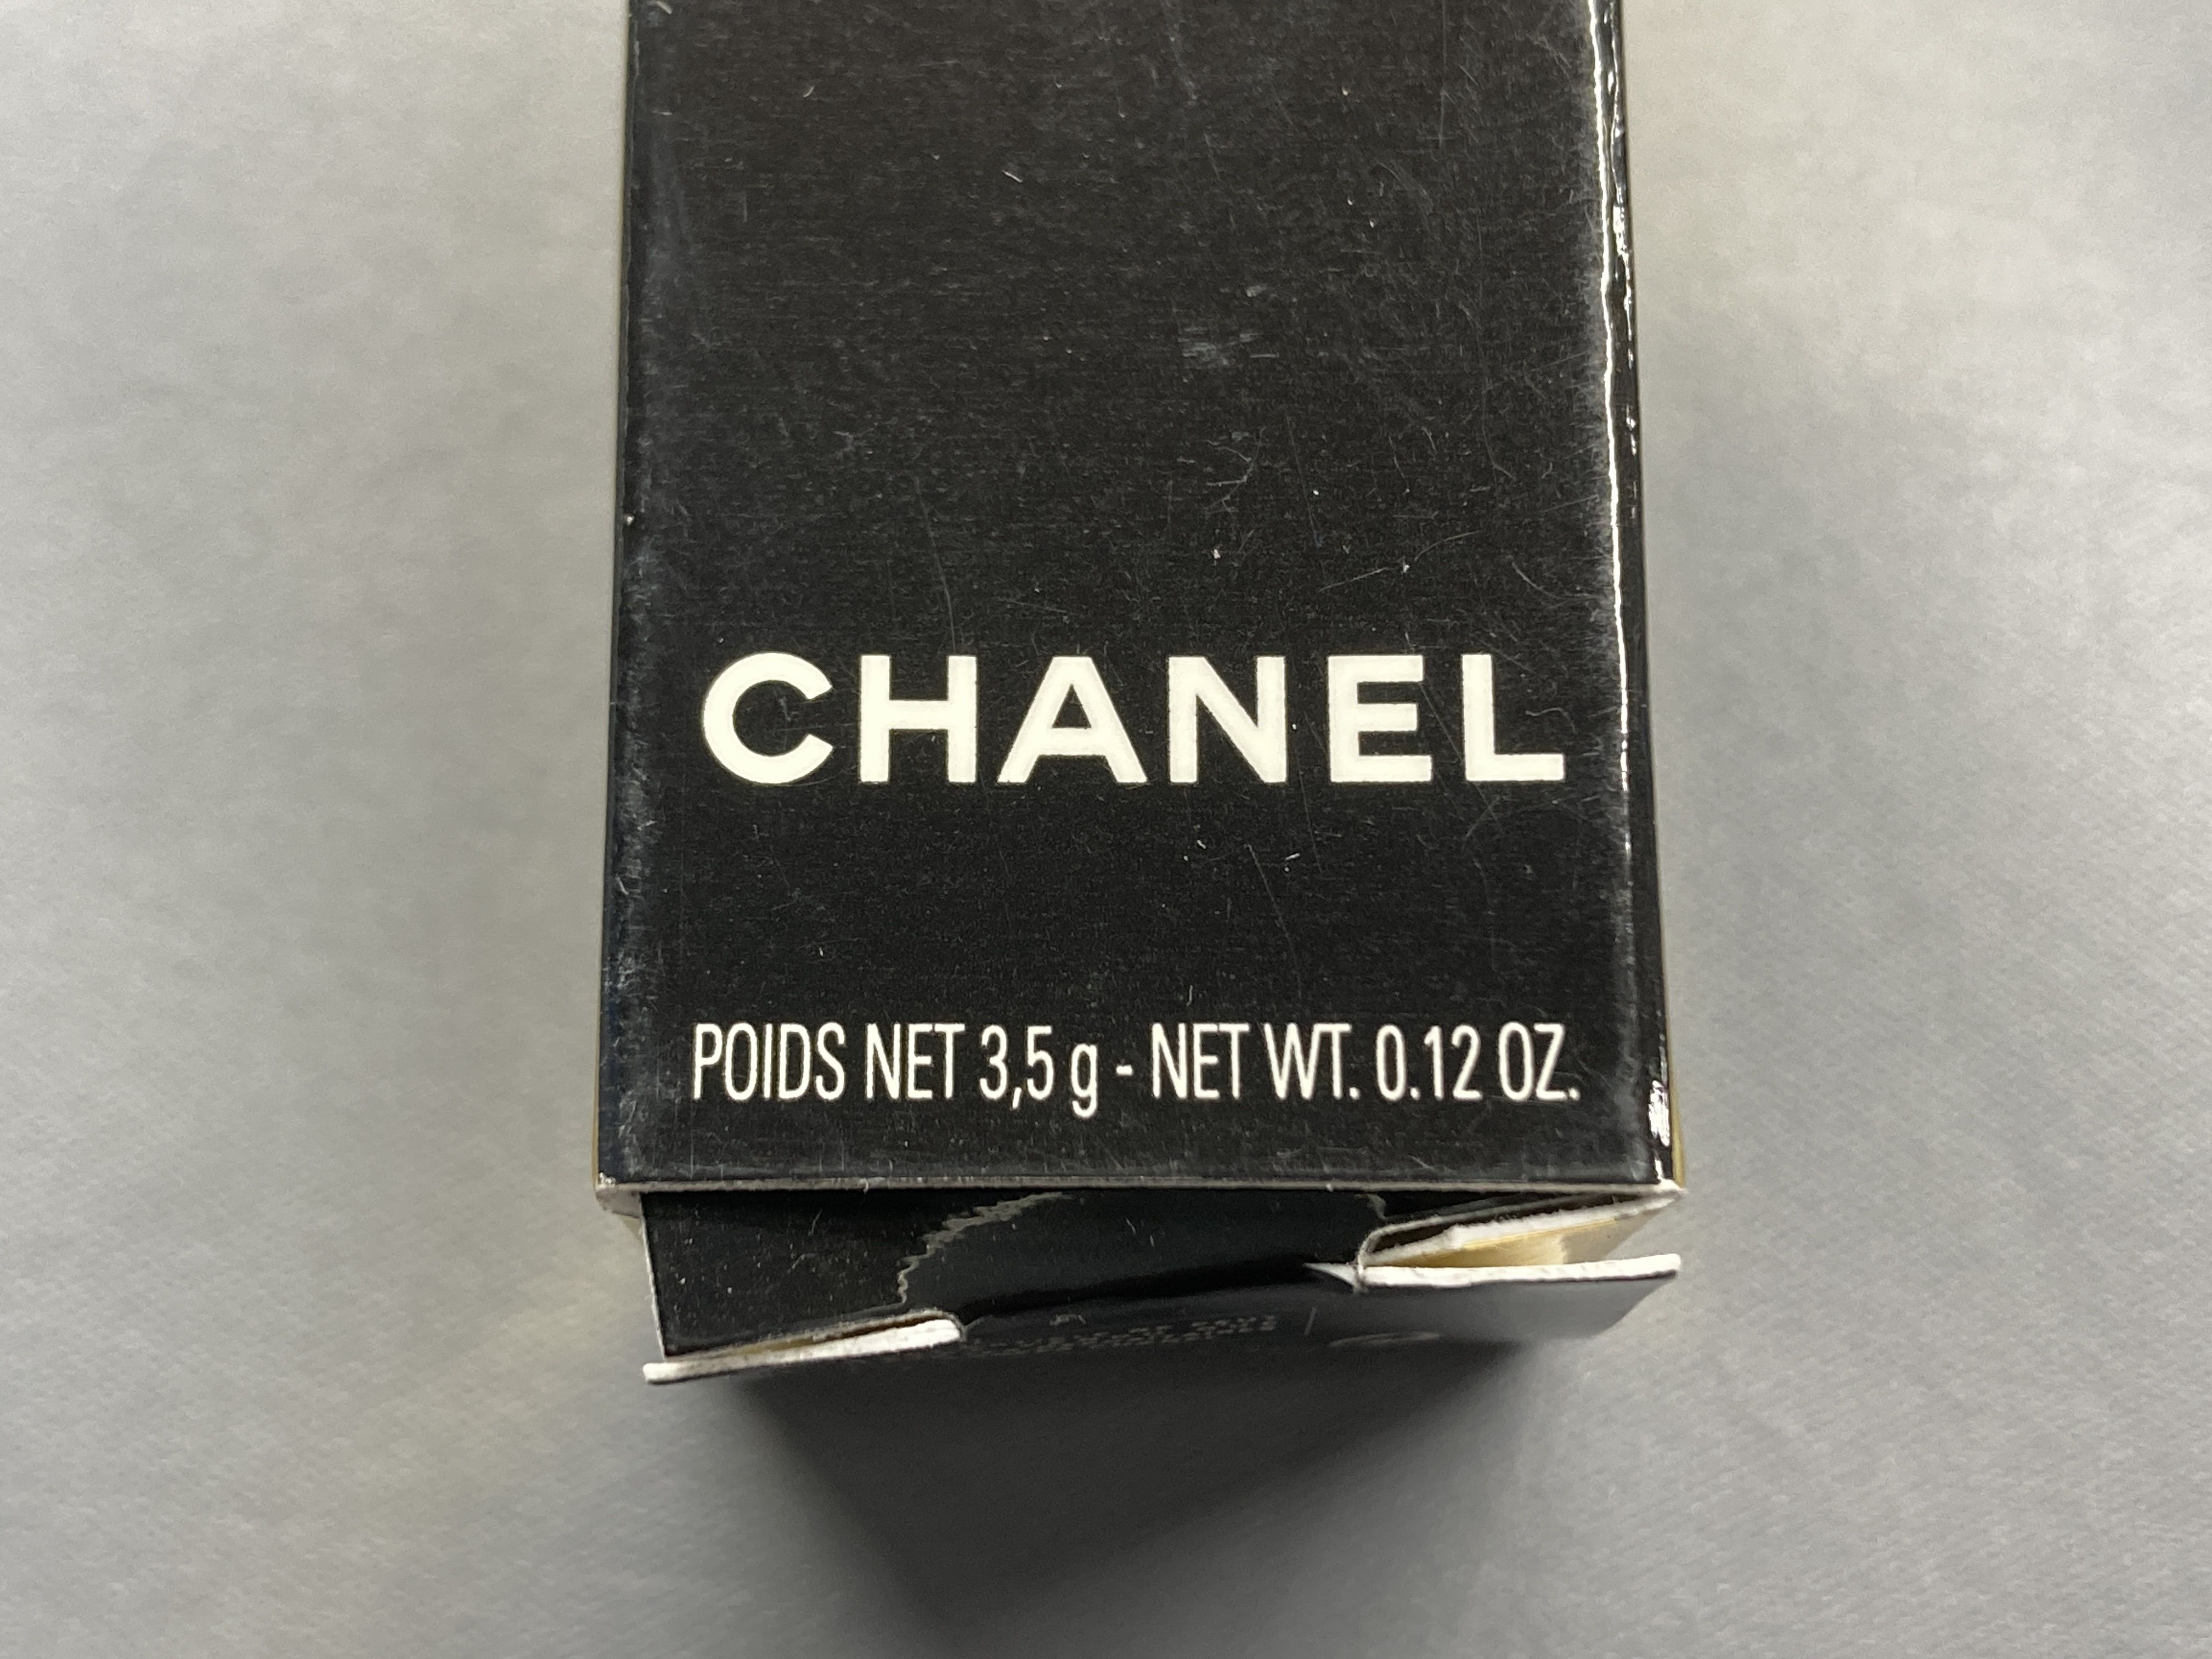 CHANEL
POIDS NET 3,5 g - NET WT. 0.12 OZ.